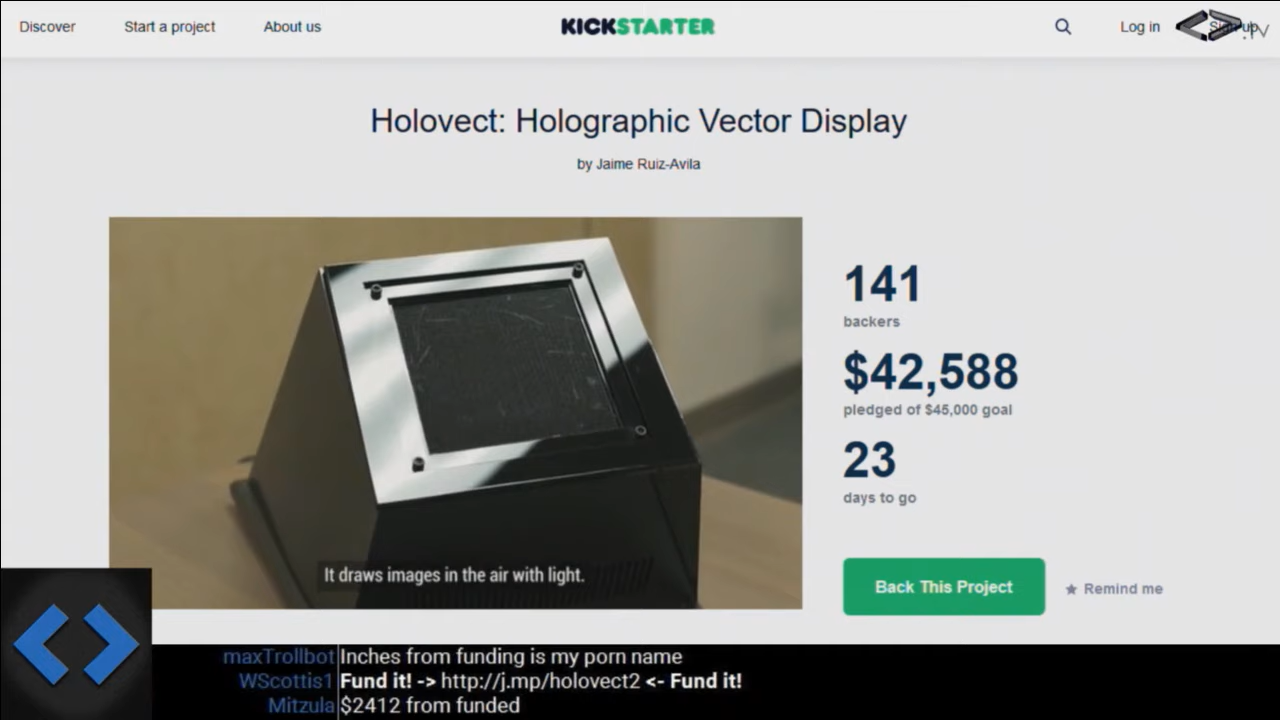 Discover Start a project About us KICKSTARTER Log in Sign up
.tv
Holovect: Holographic Vector Display
by Jaime Ruiz-Avila
141
backers
$42,588
pledged of $45,000 goal
23
days to go
It draws images in the air with light.
Back This Project Remind me
maxTrollbot Inches from funding is my porn name
WScottis1 Fund it! -> http://j.mp/holovect2 <- Fund it!
Mitzula $2412 from funded